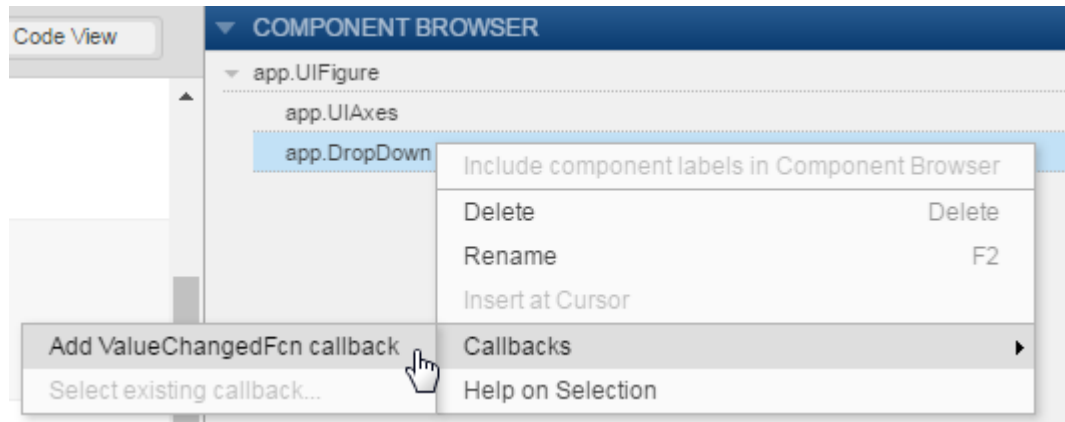 Code View
COMPONENT BROWSER
app.UIFigure
app.UIAxes
app.DropDown
Include component labels in Component Browser
Delete Delete
Rename F2
Insert at Cursor
Add ValueChangedFcn callback
Callbacks
Select existing callback...
Help on Selection